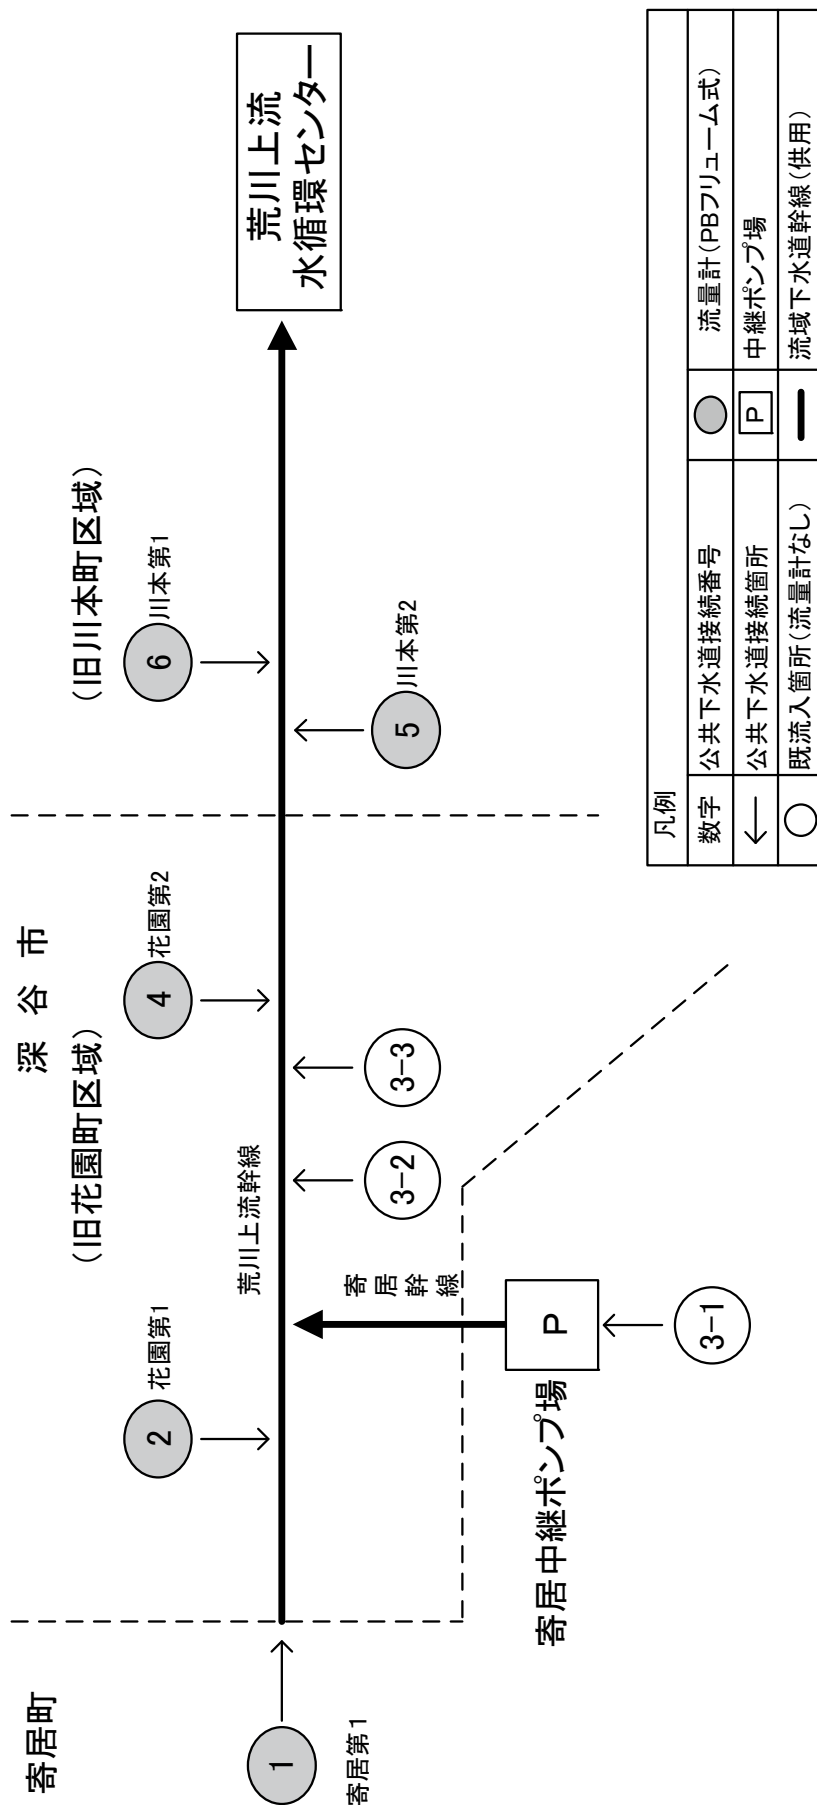 寄居町
深谷市
(旧花園町区域)
(旧川本町区域)
1
寄居第1
2
花園第1
荒川上流幹線
寄居
幹線
P
寄居中継ポンプ場
3-1
3-2
3-3
4
花園第2
5
川本第2
6
川本第1
荒川上流
水循環センター
凡例
数字 公共下水道接続番号 流量計(PBフリューム式)
← 公共下水道接続箇所 P 中継ポンプ場
○ 既流入箇所(流量計なし) 流域下水道幹線(供用)